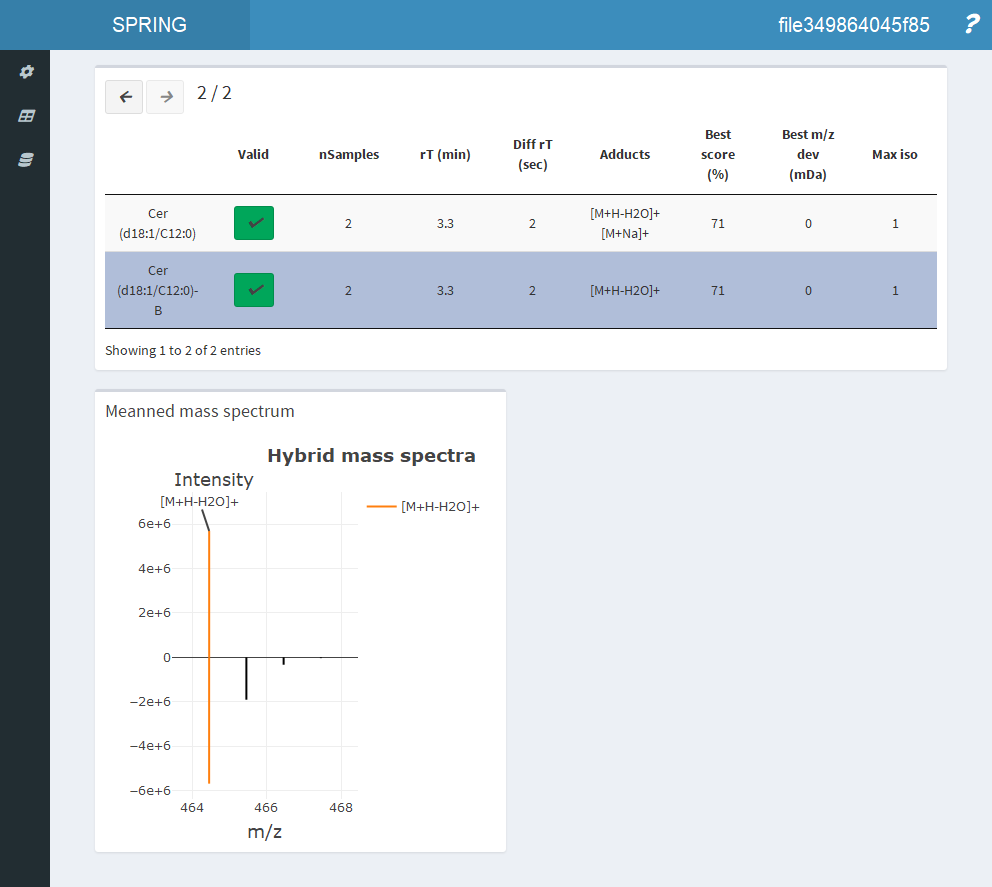 SPRING
file349864045f85
?
2 / 2
Valid nSamples rT (min) Diff rT (sec) Adducts Best score (%) Best m/z dev (mDa) Max iso
Cer (d18:1/C12:0) 2 3.3 2 [M+H-H2O]+ [M+Na]+ 71 0 1
Cer (d18:1/C12:0)-B 2 3.3 2 [M+H-H2O]+ 71 0 1
Showing 1 to 2 of 2 entries
Meanned mass spectrum
Hybrid mass spectra
Intensity
[M+H-H2O]+
[M+H-H2O]+
6e+6
4e+6
2e+6
0
−2e+6
−4e+6
−6e+6
464 466 468
m/z